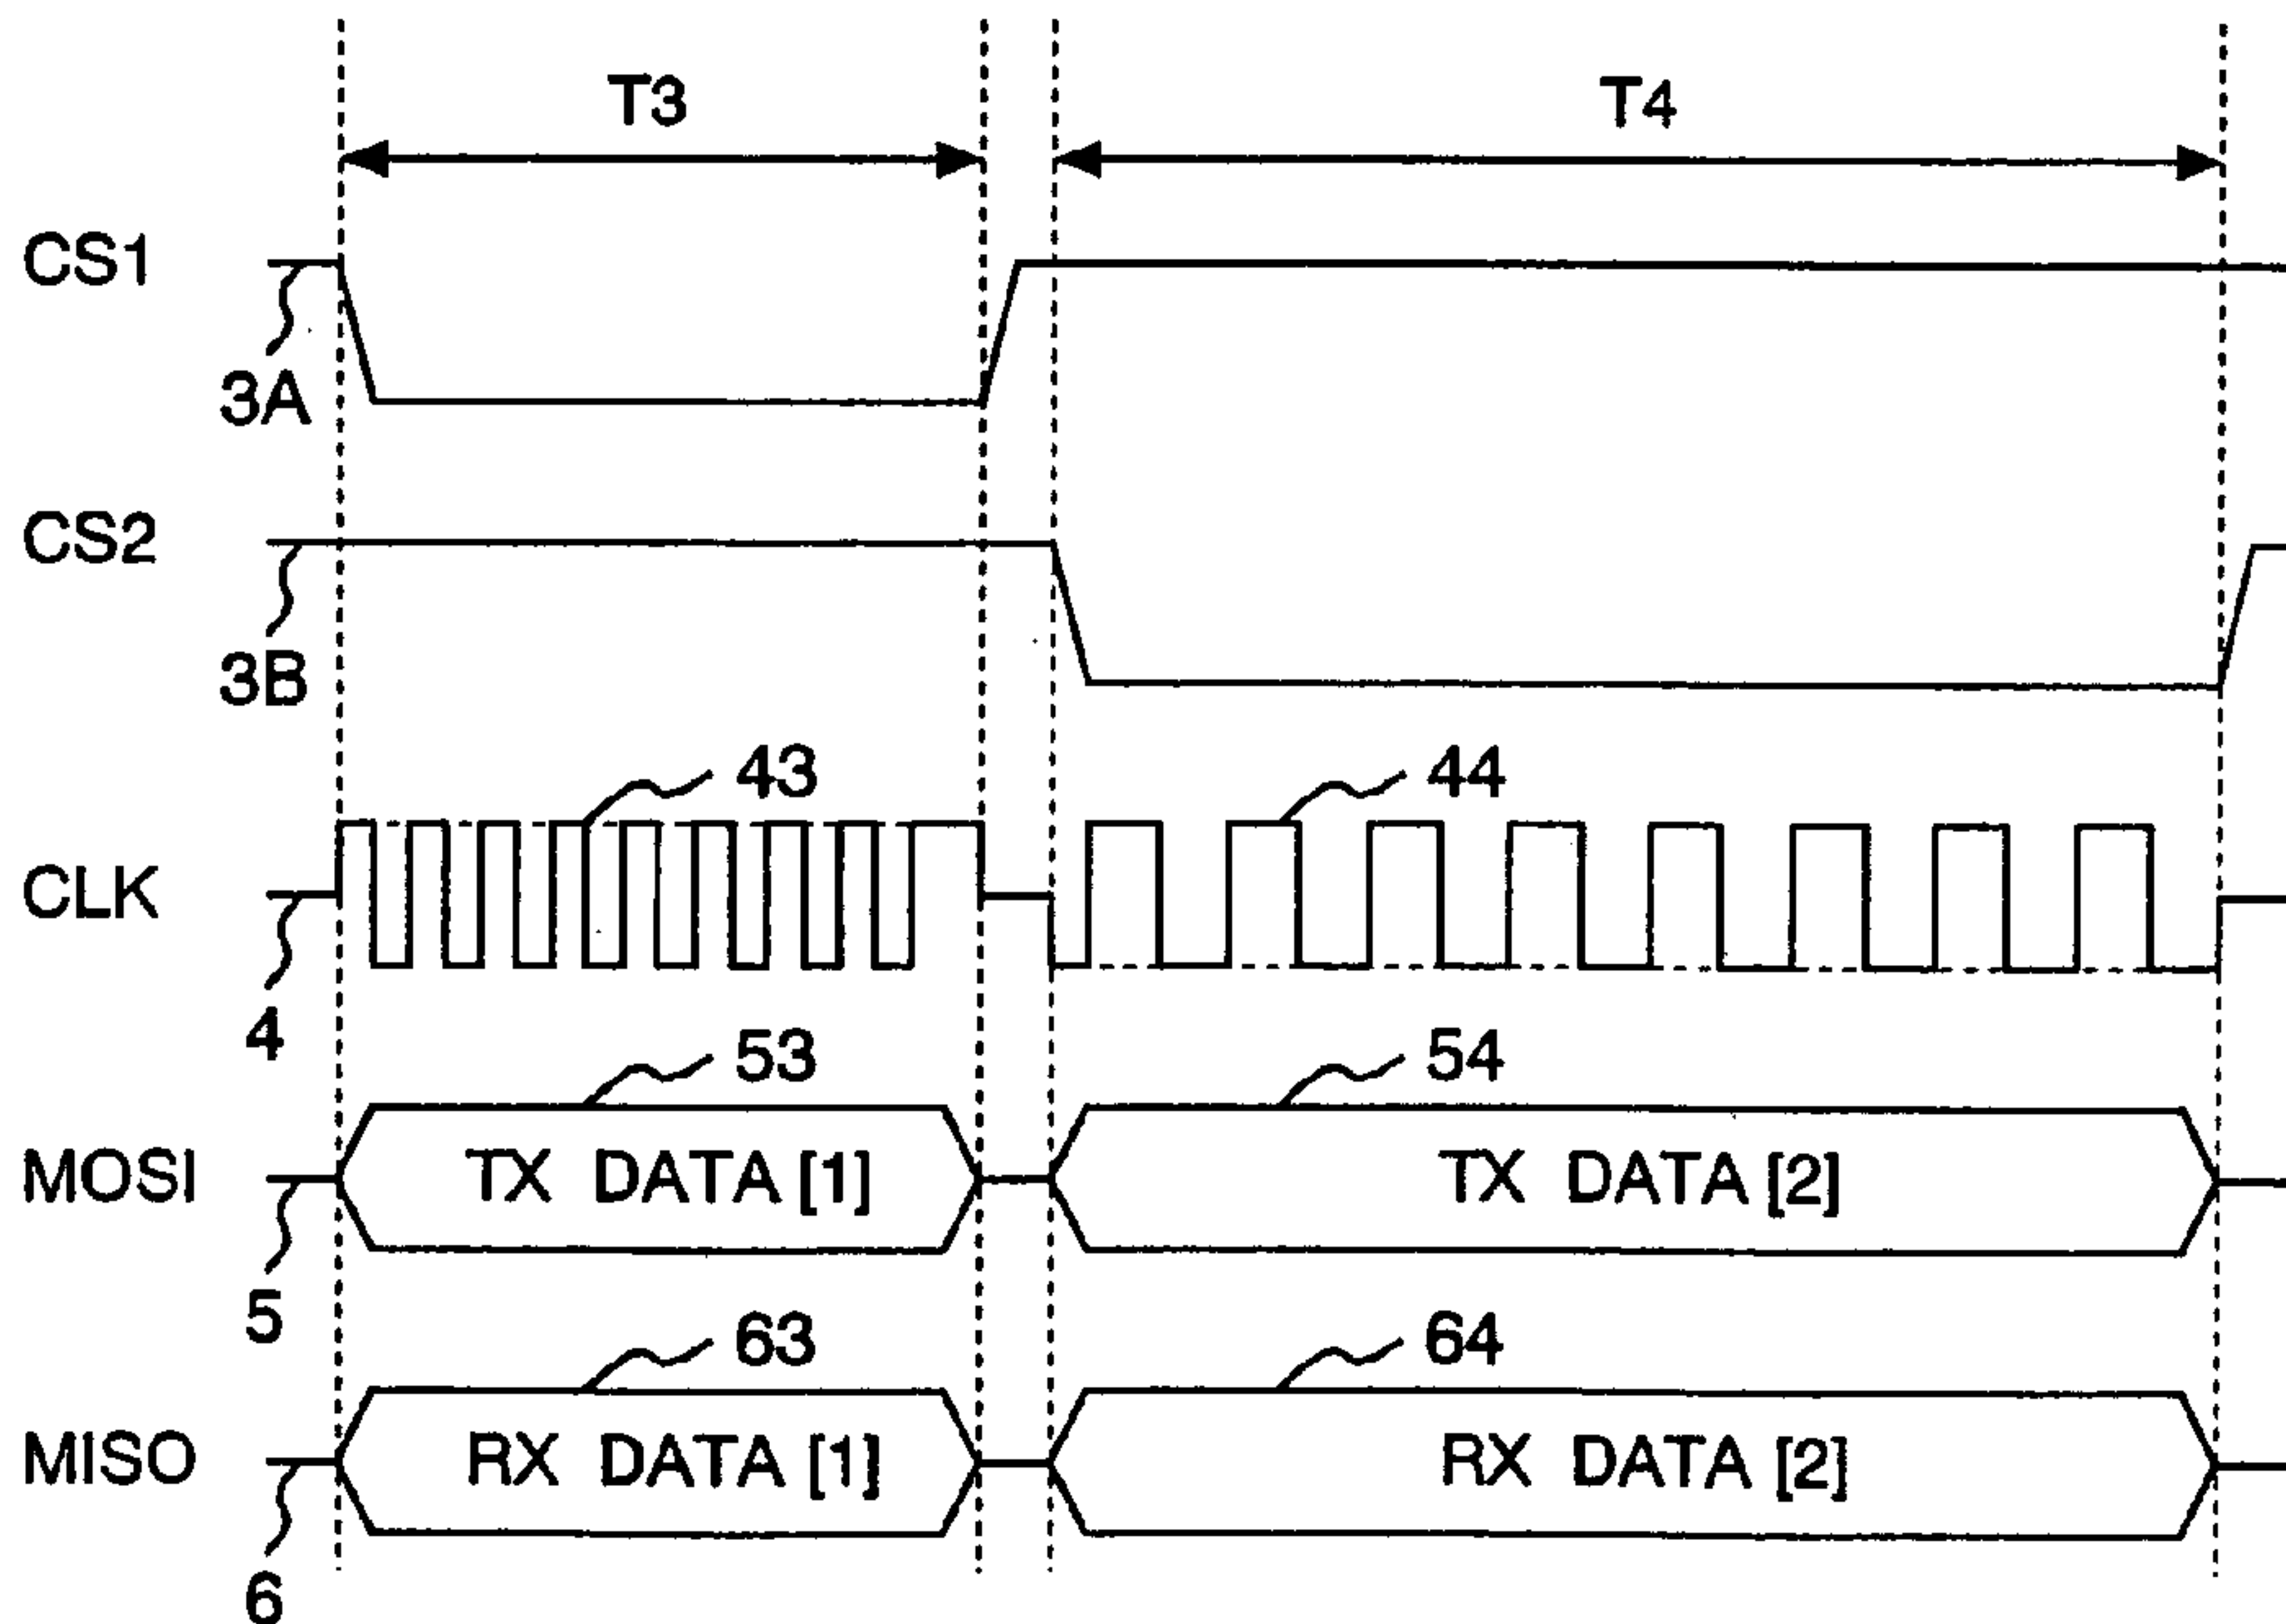 T3 T4
CS1
3A
CS2
3B
43 44
CLK
4
53 54
MOSI TX DATA [1] TX DATA [2]
5
63 64
MISO RX DATA [1] RX DATA [2]
6